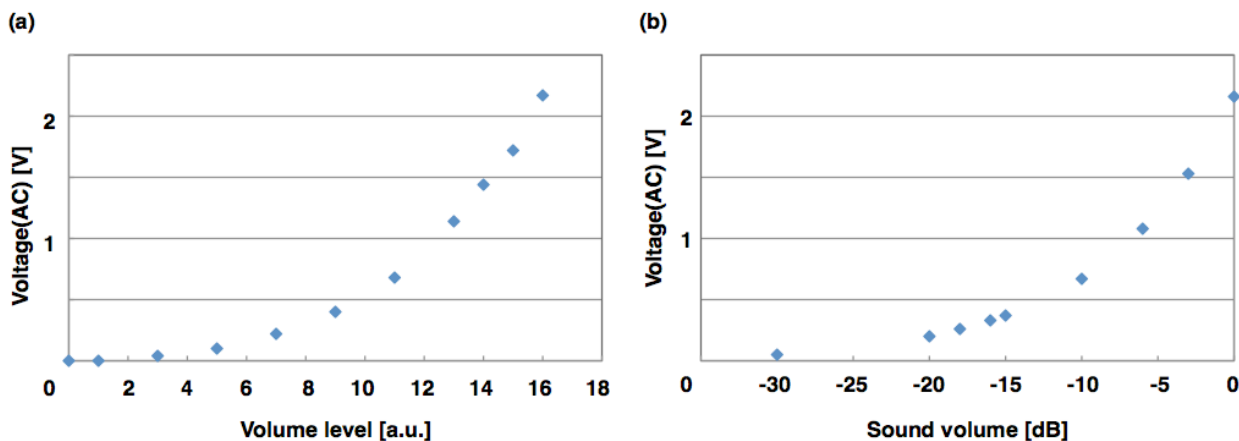 (a)
Voltage(AC) [V]
2
1
0 2 4 6 8 10 12 14 16 18
Volume level [a.u.]
(b)
Voltage(AC) [V]
2
1
0 -30 -25 -20 -15 -10 -5 0
Sound volume [dB]